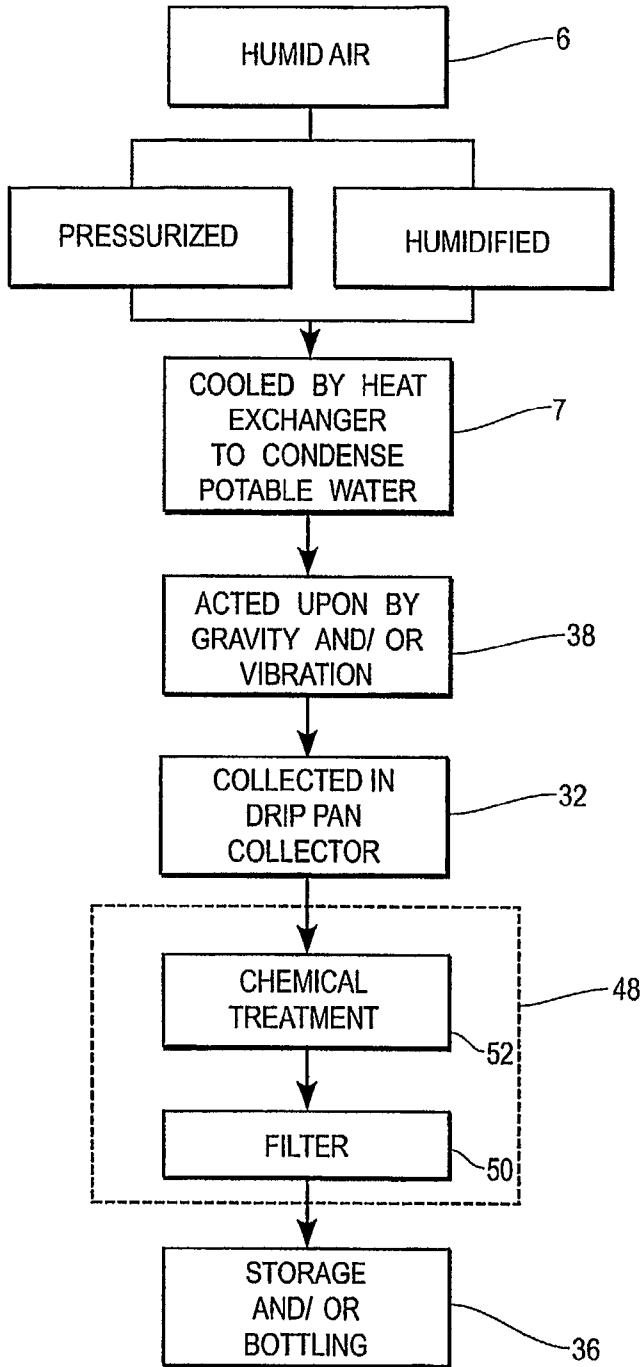 HUMID AIR
6
PRESSURIZED
HUMIDIFIED
COOLED BY HEAT
EXCHANGER
TO CONDENSE
POTABLE WATER
7
ACTED UPON BY
GRAVITY AND/ OR
VIBRATION
38
COLLECTED IN
DRIP PAN
COLLECTOR
32
CHEMICAL
TREATMENT
48
52
FILTER
50
STORAGE
AND/ OR
BOTTLING
36